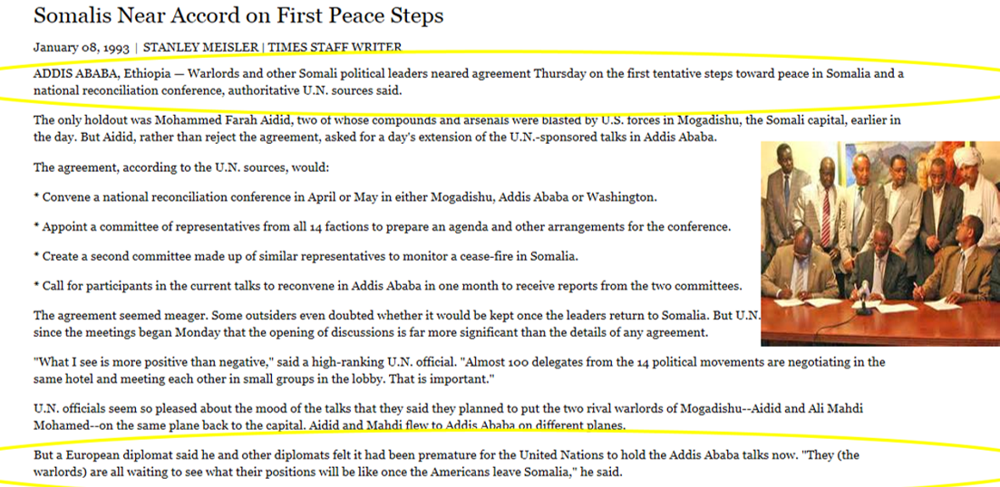 Somalis Near Accord on First Peace Steps
January 08, 1993 | STANLEY MEISLER | TIMES STAFF WRITER
ADDIS ABABA, Ethiopia — Warlords and other Somali political leaders neared agreement Thursday on the first tentative steps toward peace in Somalia and a
national reconciliation conference, authoritative U.N. sources said.
The only holdout was Mohammed Farah Aidid, two of whose compounds and arsenals were blasted by U.S. forces in Mogadishu, the Somali capital, earlier in
the day. But Aidid, rather than reject the agreement, asked for a day's extension of the U.N.-sponsored talks in Addis Ababa.
The agreement, according to the U.N. sources, would:
* Convene a national reconciliation conference in April or May in either Mogadishu, Addis Ababa or Washington.
* Appoint a committee of representatives from all 14 factions to prepare an agenda and other arrangements for the conference.
* Create a second committee made up of similar representatives to monitor a cease-fire in Somalia.
* Call for participants in the current talks to reconvene in Addis Ababa in one month to receive reports from the two committees.
The agreement seemed meager. Some outsiders even doubted whether it would be kept once the leaders return to Somalia. But U.N.
since the meetings began Monday that the opening of discussions is far more significant than the details of any agreement.
"What I see is more positive than negative," said a high-ranking U.N. official. "Almost 100 delegates from the 14 political movements are negotiating in the
same hotel and meeting each other in small groups in the lobby. That is important."
U.N. officials seem so pleased about the mood of the talks that they said they planned to put the two rival warlords of Mogadishu--Aidid and Ali Mahdi
Mohamed--on the same plane back to the capital. Aidid and Mahdi flew to Addis Ababa on different planes.
But a European diplomat said he and other diplomats felt it had been premature for the United Nations to hold the Addis Ababa talks now. "They (the
warlords) are all waiting to see what their positions will be like once the Americans leave Somalia," he said.